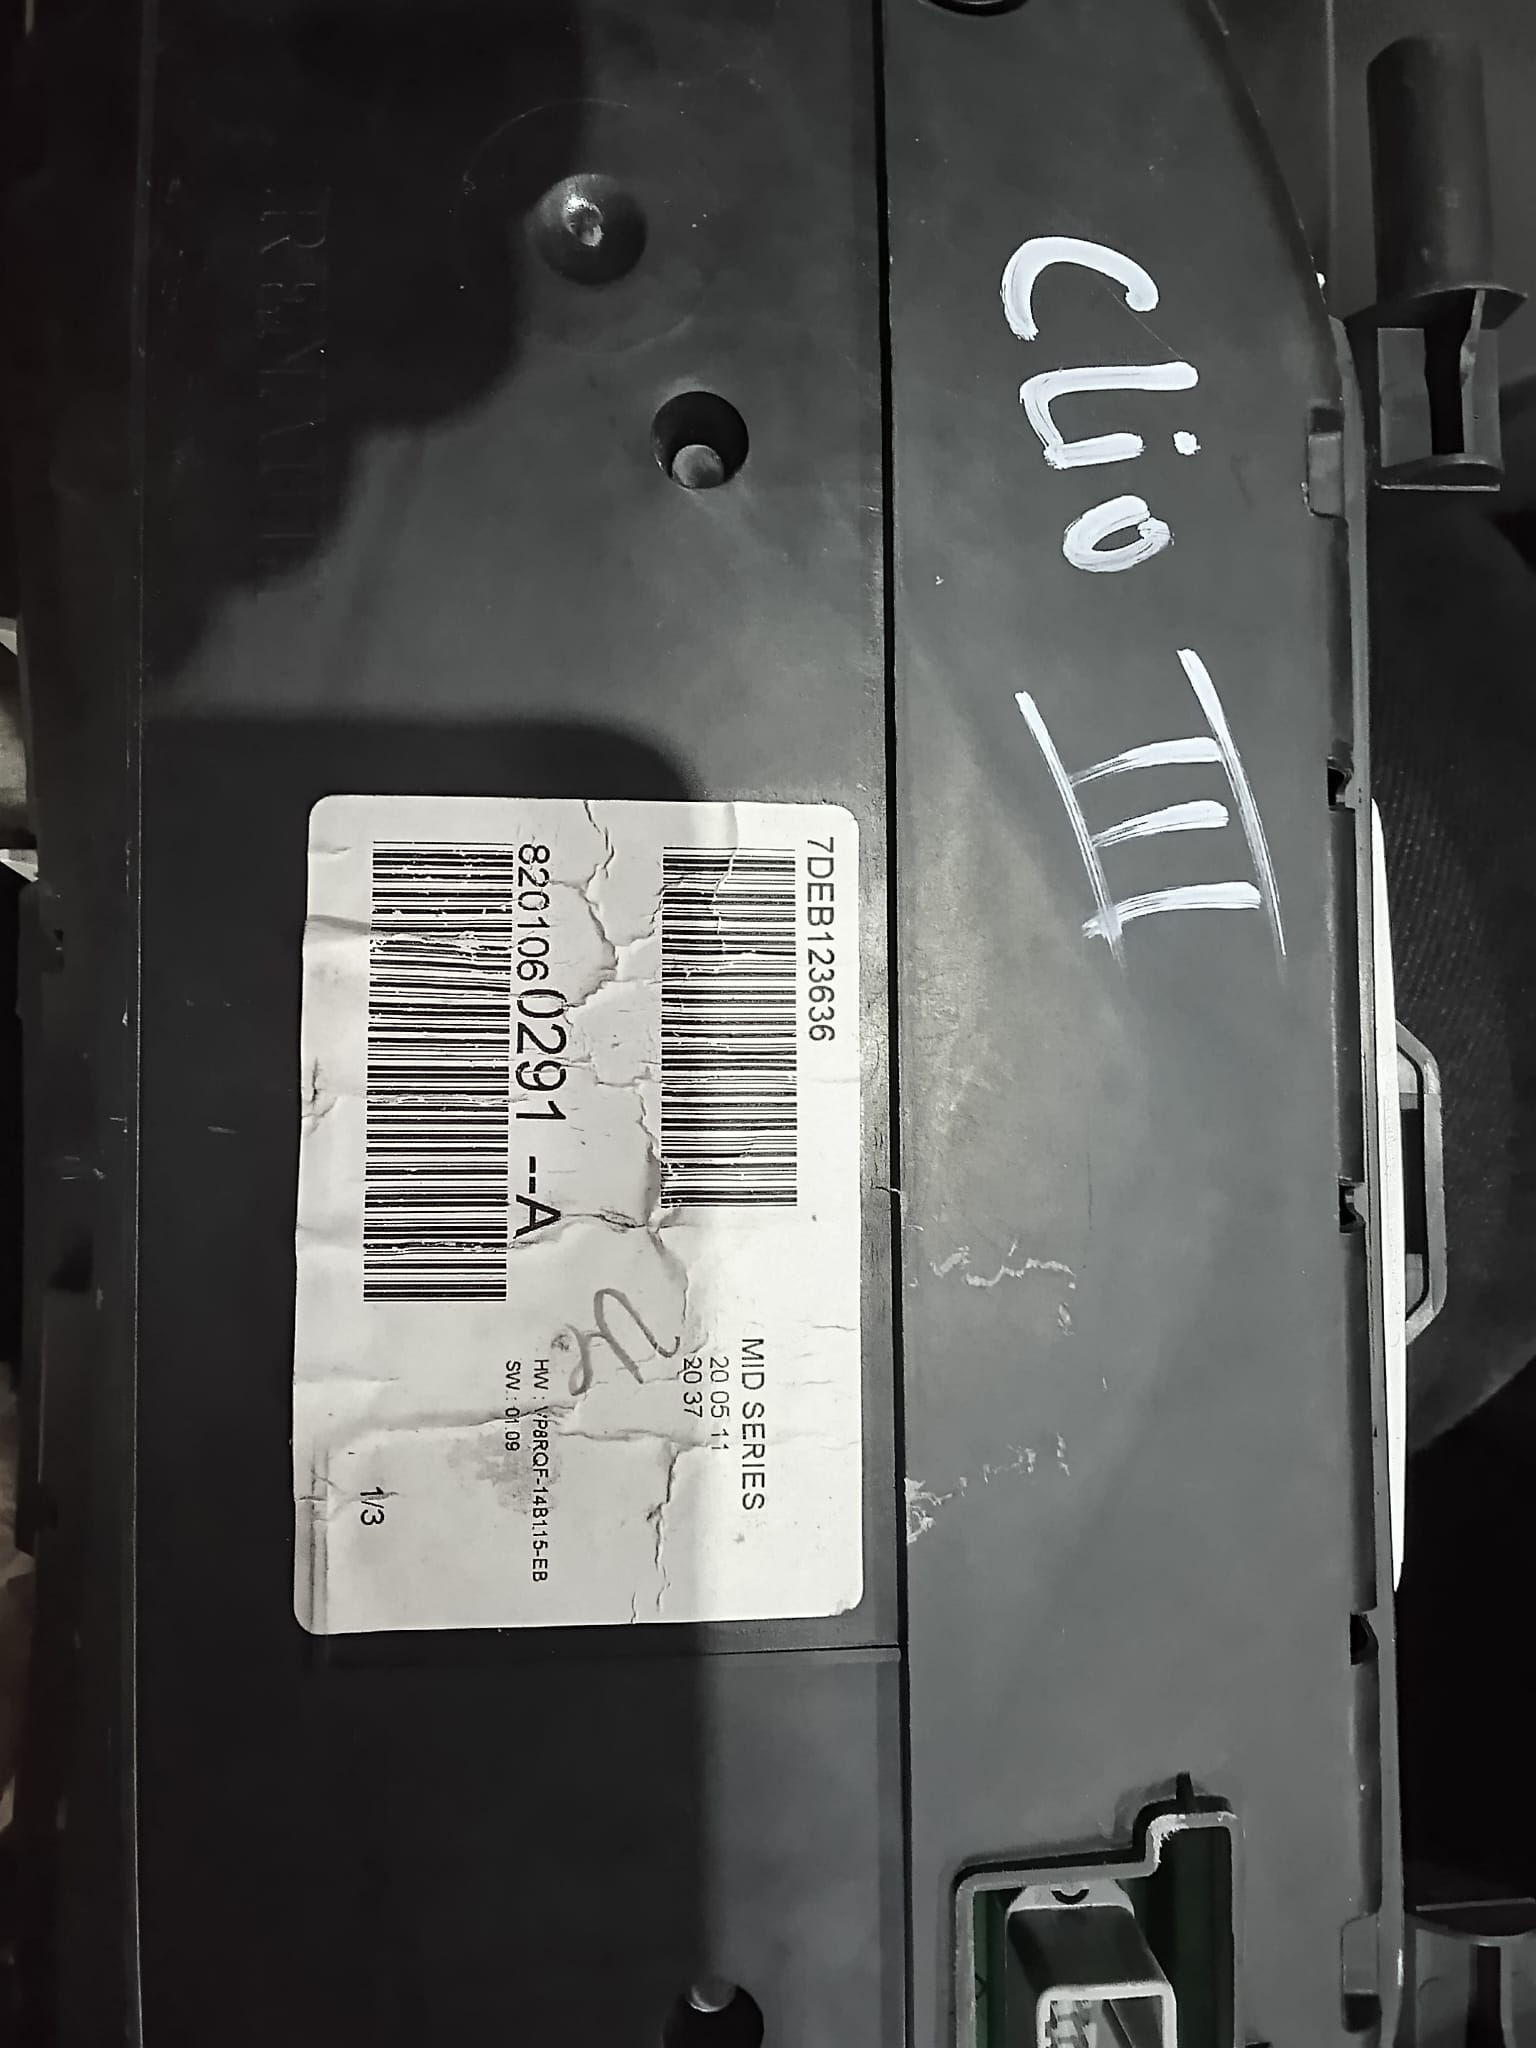 CLio III
RENAULT
7DEB123636
8201060291 --A
MID SERIES
20 05 11
20 37
HW : VP8RQF-14B115-EB
SW : 01.09
1/3